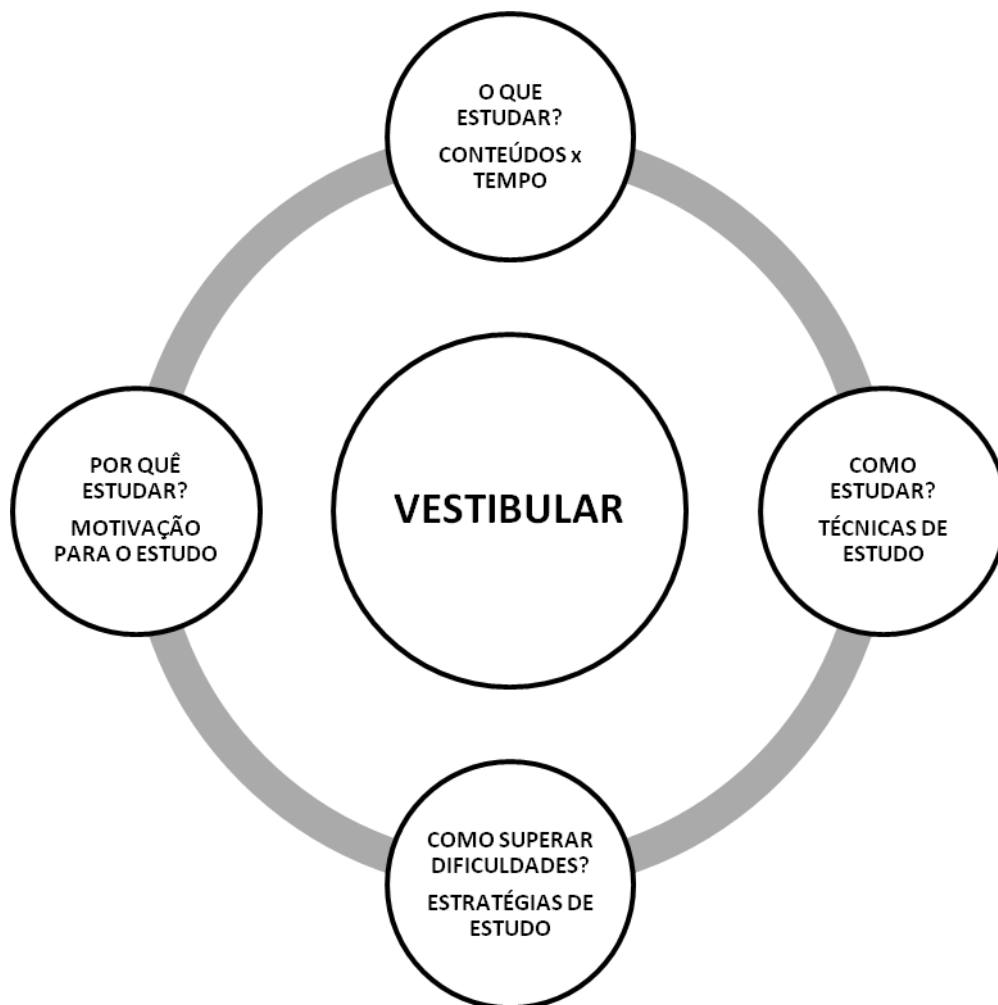 O QUE
ESTUDAR?
CONTEÚDOS x
TEMPO
POR QUÊ
ESTUDAR?
MOTIVAÇÃO
PARA O ESTUDO
VESTIBULAR
COMO
ESTUDAR?
TÉCNICAS DE
ESTUDO
COMO SUPERAR
DIFICULDADES?
ESTRATÉGIAS DE
ESTUDO